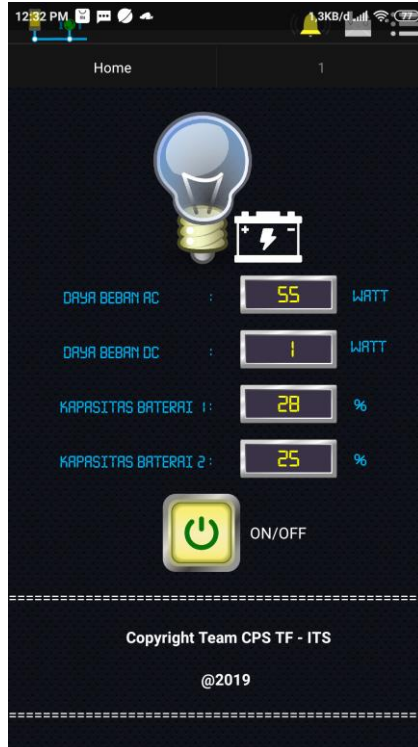 12:32 PM
1,3KB/d
77
Home
1
DAYA BEBAN AC : 55 WATT
DAYA BEBAN DC : 1 WATT
KAPASITAS BATERAI 1: 28 %
KAPASITAS BATERAI 2: 25 %
ON/OFF
================================================
Copyright Team CPS TF - ITS
@2019
================================================